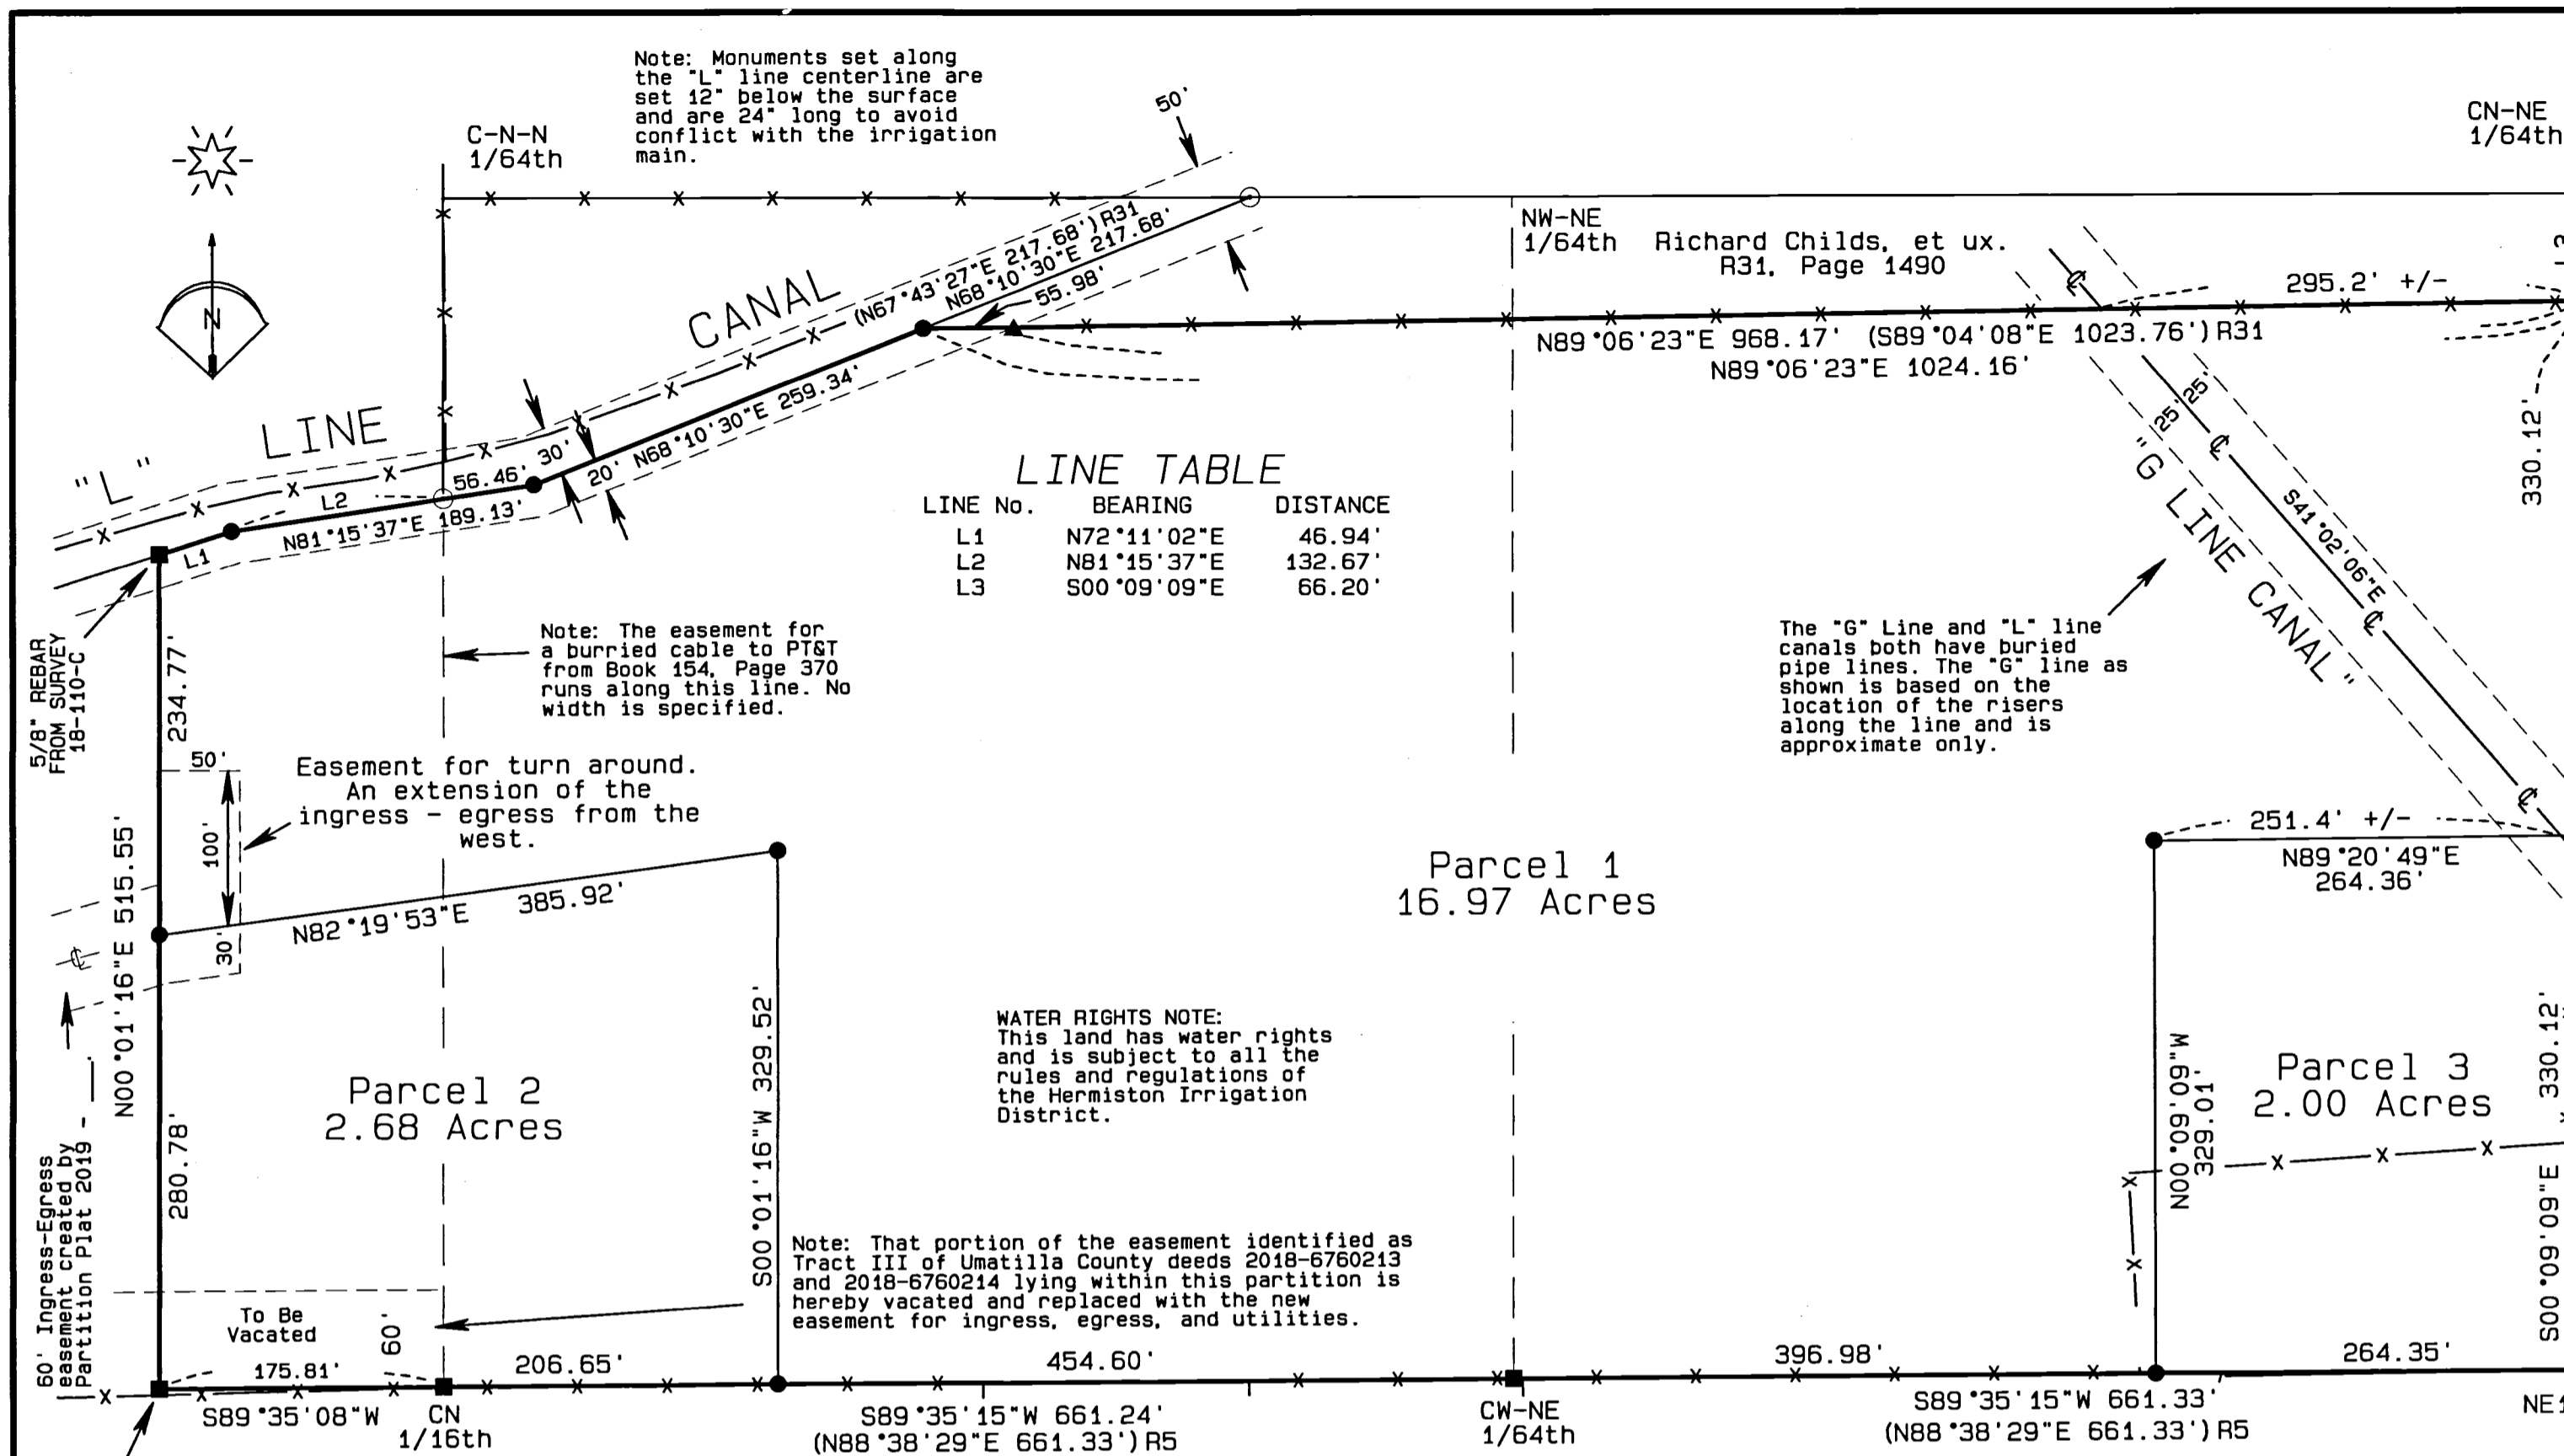 Note: Monuments set along
the "L" line centerline are
set 12" below the surface
and are 24" long to avoid
conflict with the irrigation
main.
C-N-N
1/64th
50'
CN-NE
1/64th
N
NW-NE
1/64th
Richard Childs, et ux.
R31, Page 1490
295.2' +/-
(N67°43'27"E 217.68')R31
N68°10'30"E 217.68'
55.98'
N89°06'23"E 968.17' (S89°04'08"E 1023.76')R31
N89°06'23"E 1024.16'
"L" LINE CANAL
56.46'
30'
20'
N68°10'30"E 259.34'
L2
N81°15'37"E 189.13'
L1
LINE TABLE
LINE No. BEARING DISTANCE
L1 N72°11'02"E 46.94'
L2 N81°15'37"E 132.67'
L3 S00°09'09"E 66.20'
25'
25'
"G LINE CANAL"
S41°02'06"E
330.12'
5/8" REBAR
FROM SURVEY
18-110-C
234.77'
Note: The easement for
a burried cable to PT&T
from Book 154, Page 370
runs along this line. No
width is specified.
The "G" Line and "L" line
canals both have buried
pipe lines. The "G" line as
shown is based on the
location of the risers
along the line and is
approximate only.
50'
Easement for turn around.
An extension of the
ingress - egress from the
west.
100'
30'
N00°01'16"E 515.55'
N82°19'53"E 385.92'
Parcel 1
16.97 Acres
251.4' +/-
N89°20'49"E
264.36'
S00°01'16"W 329.52'
WATER RIGHTS NOTE:
This land has water rights
and is subject to all the
rules and regulations of
the Hermiston Irrigation
District.
Parcel 2
2.68 Acres
280.78'
60' Ingress-Egress
easement created by
Partition Plat 2019 -
N00°09'09"W
329.01'
Parcel 3
2.00 Acres
S00°09'09"E 330.12'
Note: That portion of the easement identified as
Tract III of Umatilla County deeds 2018-6760213
and 2018-6760214 lying within this partition is
hereby vacated and replaced with the new
easement for ingress, egress, and utilities.
To Be
Vacated
60'
175.81'
206.65'
454.60'
396.98'
264.35'
S89°35'08"W
CN
1/16th
S89°35'15"W 661.24'
(N88°38'29"E 661.33')R5
CW-NE
1/64th
S89°35'15"W 661.33'
(N88°38'29"E 661.33')R5